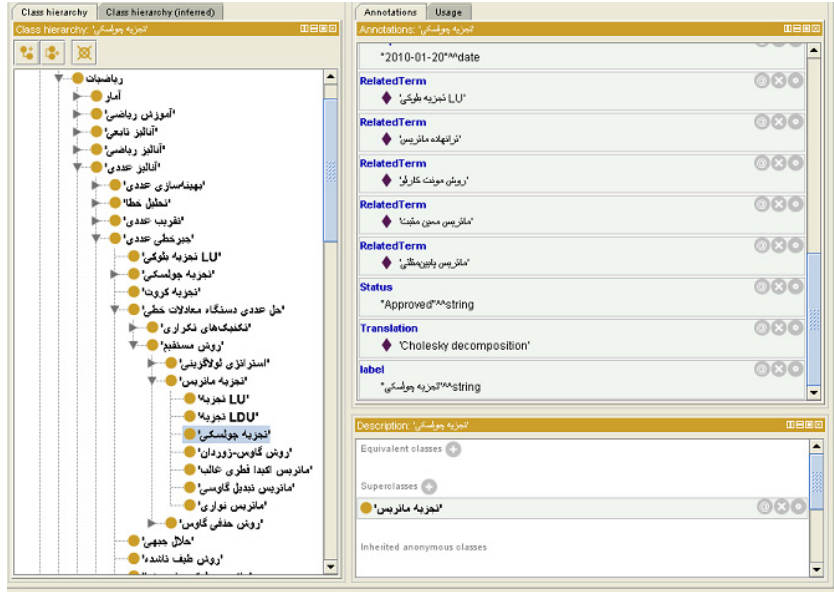 Class hierarchy
Class hierarchy (inferred)
Class hierarchy: 'تجزیه چولسکی'
ریاضیات
آمار
'آموزش ریاضی'
'آنالیز تابعی'
'آنالیز ریاضی'
'آنالیز عددی'
'بهینه‌سازی عددی'
'تحلیل خطا'
'تقریب عددی'
'جبرخطی عددی'
'LU تجزیه بلوکی'
'تجزیه چولسکی'
'تجزیه کروت'
'حل عددی دستگاه معادلات خطی'
'تکنیک‌های تکراری'
'روش مستقیم'
'استراتژی لولاگزینی'
'تجزیه ماتریس'
'LU تجزیه'
'LDU تجزیه'
'تجزیه چولسکی'
'روش گاوس-ژوردان'
'ماتریس اکیدا قطری غالب'
'ماتریس تبدیل گاوسی'
'ماتریس نواری'
'روش حذفی گاوس'
'حلال جبهی'
'روش طیف ناشده'
Annotations
Usage
Annotations: 'تجزیه چولسکی'
"2010-01-20"^^date
RelatedTerm
'LU تجزیه بلوکی'
RelatedTerm
'ترانهاده ماتریس'
RelatedTerm
'روش مونت کارلو'
RelatedTerm
'ماتریس معین مثبت'
RelatedTerm
'ماتریس پایین‌مثلثی'
Status
"Approved"^^string
Translation
'Cholesky decomposition'
label
"تجزیه چولسکی"^^string
Description: 'تجزیه چولسکی'
Equivalent classes
Superclasses
'تجزیه ماتریس'
Inherited anonymous classes